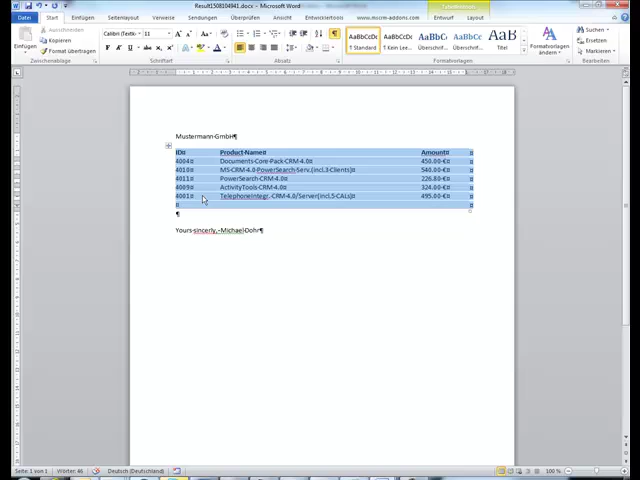 Result1508104941.docx - Microsoft Word
Datei Start Einfügen Seitenlayout Verweise Sendungen Überprüfen Ansicht Entwicklertools www.mscrm-addons.com Entwurf Layout
Einfügen
Ausschneiden
Kopieren
Format übertragen
Zwischenablage
Calibri (Textk 11
Schriftart
Absatz
AaBbCcDc AaBbCcDc AaBbC AaBbCc AaB
¶ Standard ¶ Kein Lee... Überschrif... Überschrif... Titel
Formatvorlagen
Formatvorlagen ändern
Suchen
Ersetzen
Markieren
Bearbeiten
Mustermann·GmbH¶
ID¤ Product·Name¤ Amount¤ ¤
4004¤ Documents·Core·Pack·CRM·4.0¤ 450.00·€¤ ¤
4010¤ MS·CRM·4.0·PowerSearch·Serv.(incl.3·Clients)¤ 540.00·€¤ ¤
4011¤ PowerSearch·CRM·4.0¤ 226.80·€¤ ¤
4009¤ ActivityTools·CRM·4.0¤ 324.00·€¤ ¤
4001¤ TelephoneIntegr.·CRM·4.0/Server(incl.5·CALs)¤ 495.00·€¤ ¤
¤ ¤
¶
Yours·sincerly,·Michael·Dohr¶
Seite: 1 von 1 Wörter: 46 Deutsch (Deutschland) 100 %